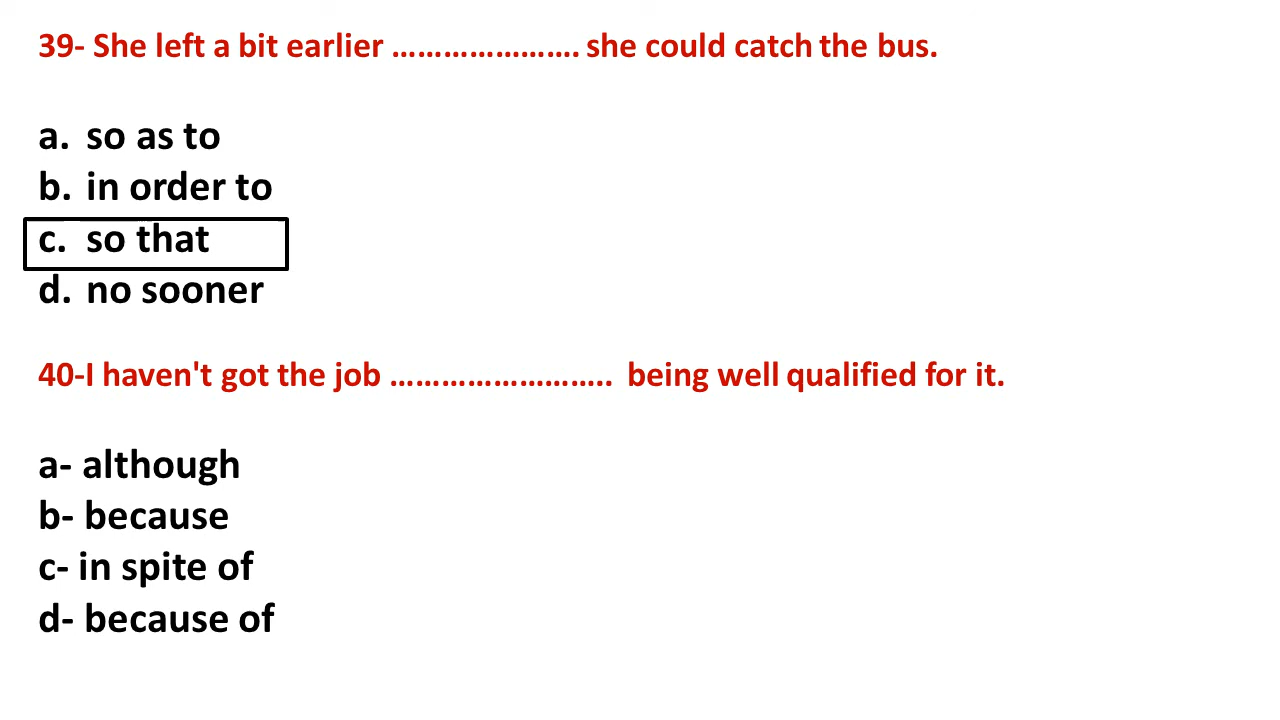 39- She left a bit earlier …………………. she could catch the bus.
a. so as to
b. in order to
c. so that
d. no sooner
40-I haven't got the job …………………….. being well qualified for it.
a- although
b- because
c- in spite of
d- because of